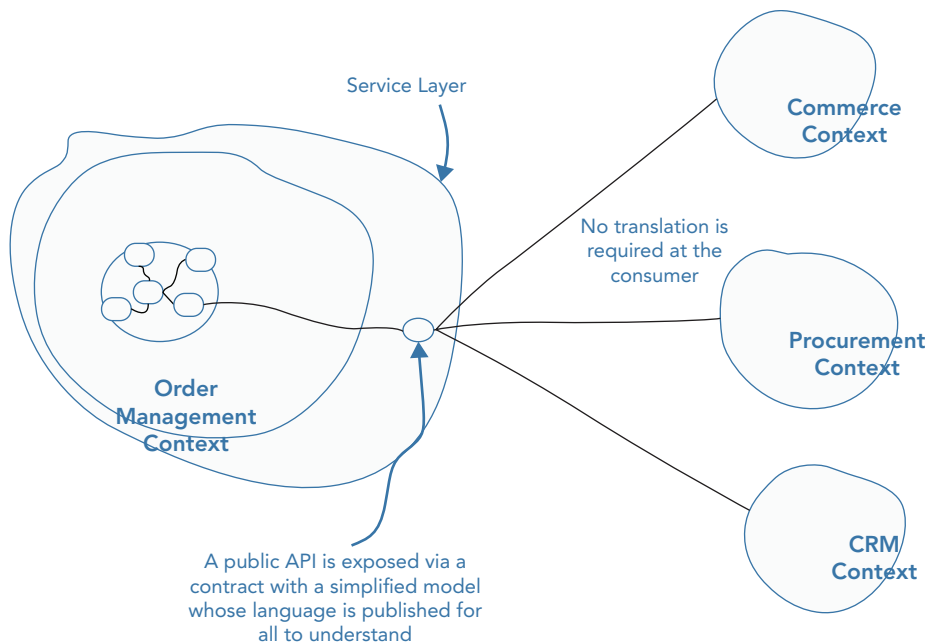 Service Layer
Commerce
Context
No translation is
required at the
consumer
Procurement
Context
Order
Management
Context
CRM
Context
A public API is exposed via a
contract with a simplified model
whose language is published for
all to understand